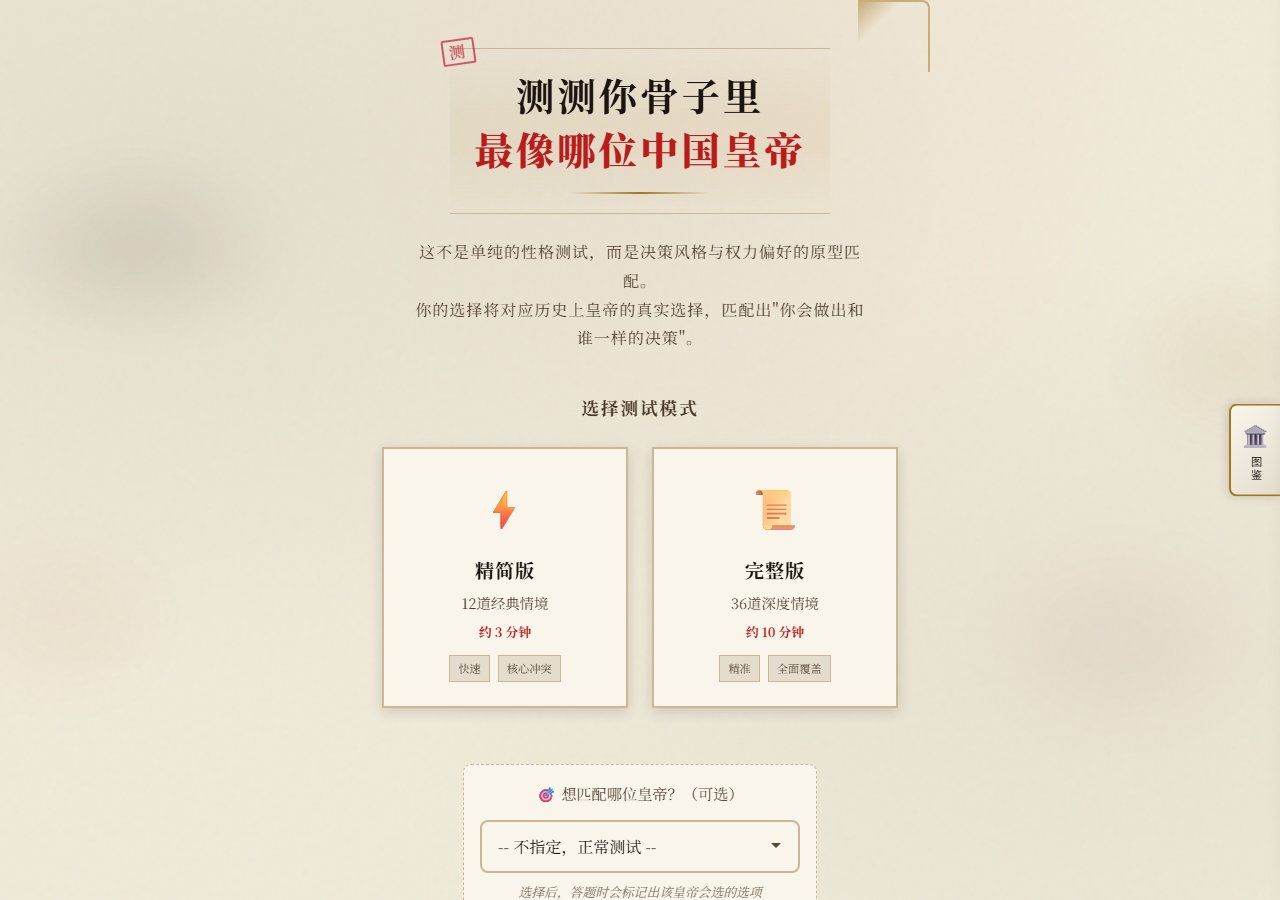 测
测测你骨子里
最像哪位中国皇帝
这不是单纯的性格测试，而是决策风格与权力偏好的原型匹
配。
你的选择将对应历史上皇帝的真实选择，匹配出"你会做出和
谁一样的决策"。
选择测试模式
精简版
12道经典情境
约 3 分钟
快速 核心冲突
完整版
36道深度情境
约 10 分钟
精准 全面覆盖
图
鉴
想匹配哪位皇帝？（可选）
-- 不指定，正常测试 --
选择后，答题时会标记出该皇帝会选的选项